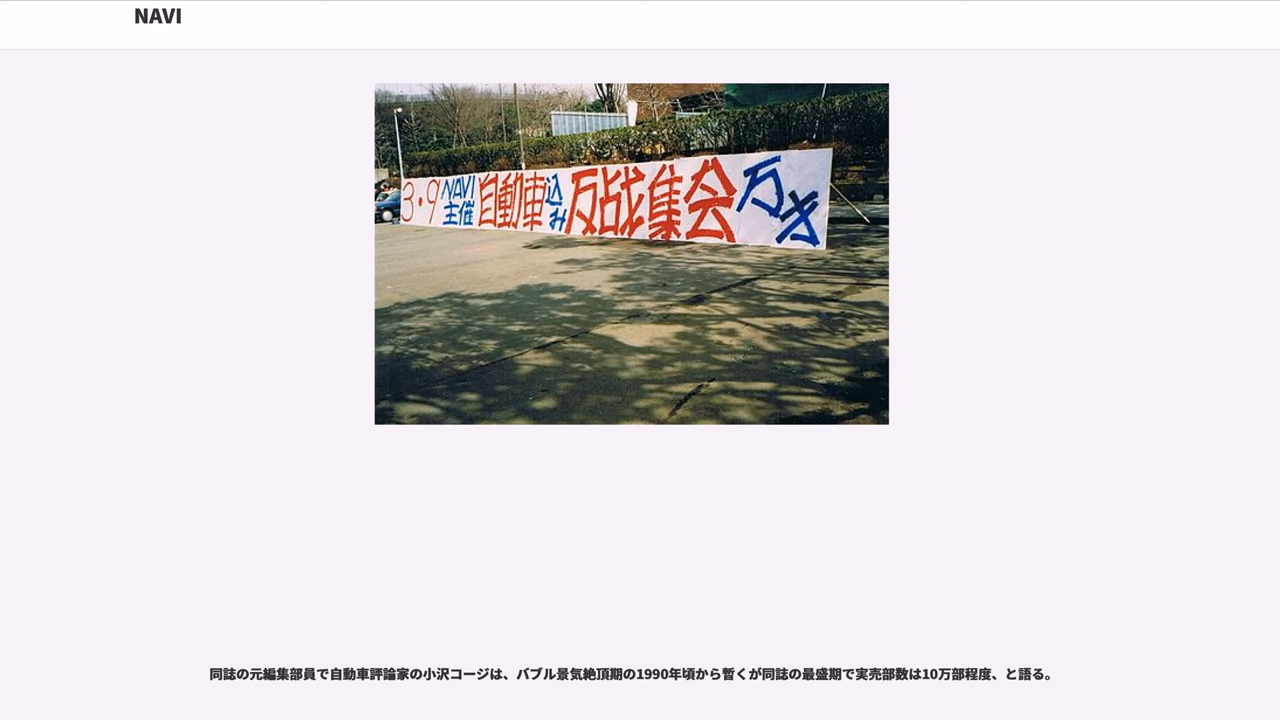 NAVI
3・9 NAVI主催 自動車込み反戦集会万才
同誌の元編集部員で自動車評論家の小沢コージは、バブル景気絶頂期の1990年頃から暫くが同誌の最盛期で実売部数は10万部程度、と語る。